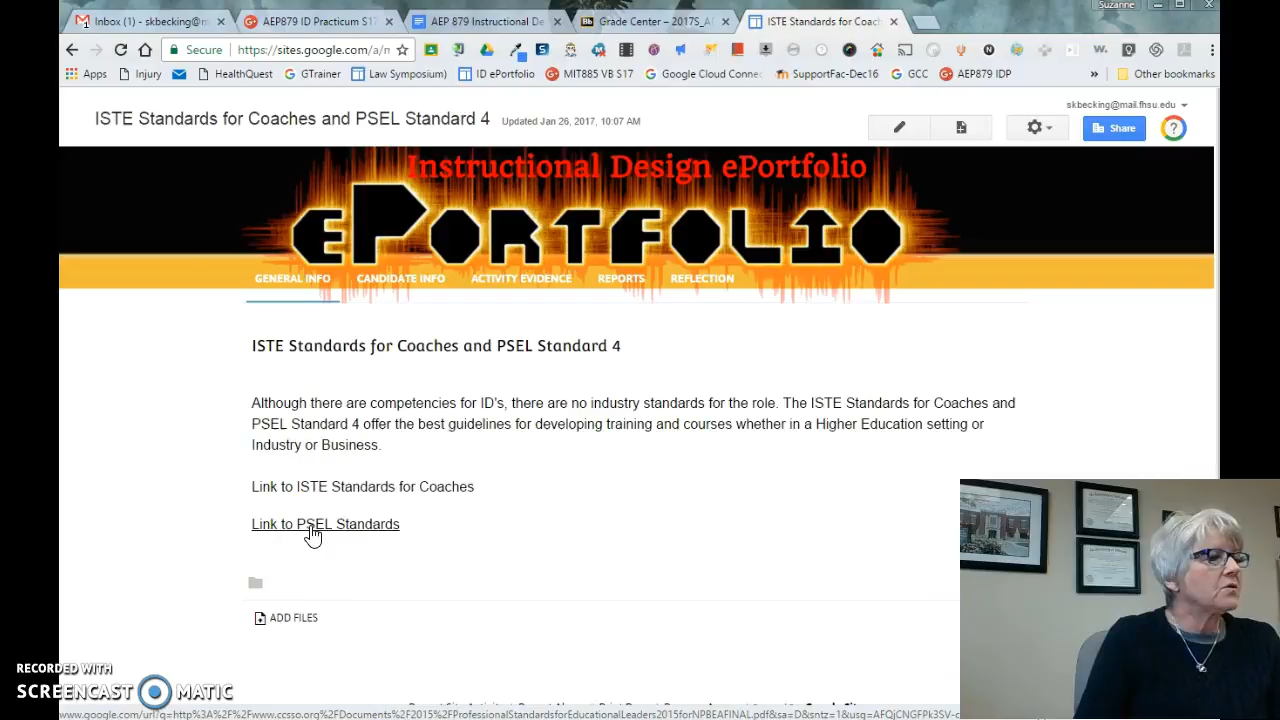 Suzanne
Inbox (1) - skbecking@m
AEP879 ID Practicum S17
AEP 879 Instructional De
Grade Center – 2017S_A
ISTE Standards for Coach
Secure
https://sites.google.com/a/m
Apps
Injury
HealthQuest
GTrainer
Law Symposium)
ID ePortfolio
MIT885 VB S17
Google Cloud Connec
SupportFac-Dec16
GCC
AEP879 IDP
»
Other bookmarks
skbecking@mail.fhsu.edu
ISTE Standards for Coaches and PSEL Standard 4 Updated Jan 26, 2017, 10:07 AM
Share
?
Instructional Design ePortfolio
ePortfolio
GENERAL INFO CANDIDATE INFO ACTIVITY EVIDENCE REPORTS REFLECTION
ISTE Standards for Coaches and PSEL Standard 4
Although there are competencies for ID's, there are no industry standards for the role. The ISTE Standards for Coaches and
PSEL Standard 4 offer the best guidelines for developing training and courses whether in a Higher Education setting or
Industry or Business.
Link to ISTE Standards for Coaches
Link to PSEL Standards
ADD FILES
RECORDED WITH
SCREENCAST MATIC